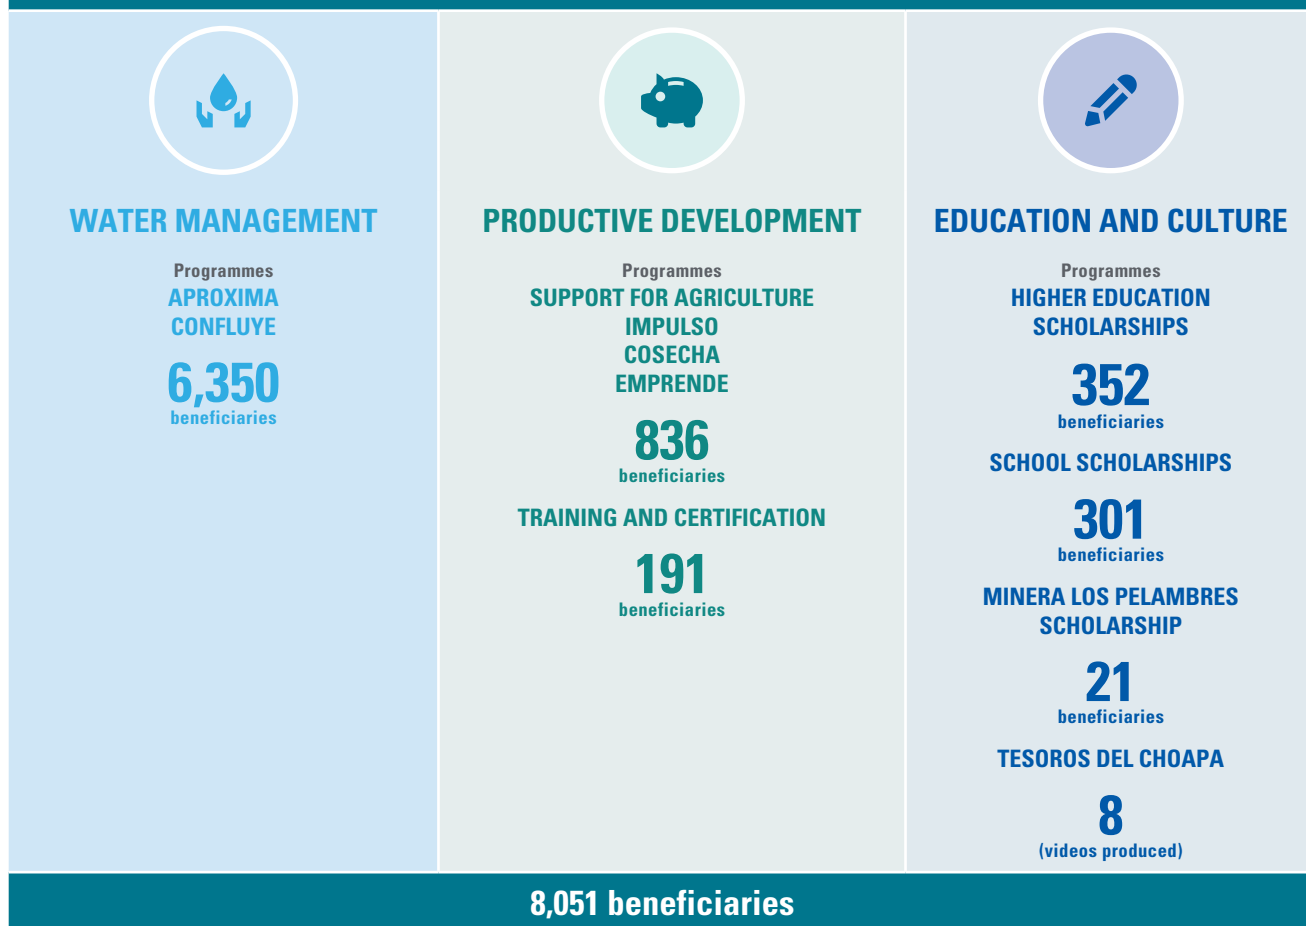 WATER MANAGEMENT
Programmes
APROXIMA
CONFLUYE
6,350
beneficiaries
PRODUCTIVE DEVELOPMENT
Programmes
SUPPORT FOR AGRICULTURE
IMPULSO
COSECHA
EMPRENDE
836
beneficiaries
TRAINING AND CERTIFICATION
191
beneficiaries
EDUCATION AND CULTURE
Programmes
HIGHER EDUCATION
SCHOLARSHIPS
352
beneficiaries
SCHOOL SCHOLARSHIPS
301
beneficiaries
MINERA LOS PELAMBRES
SCHOLARSHIP
21
beneficiaries
TESOROS DEL CHOAPA
8
(videos produced)
8,051 beneficiaries